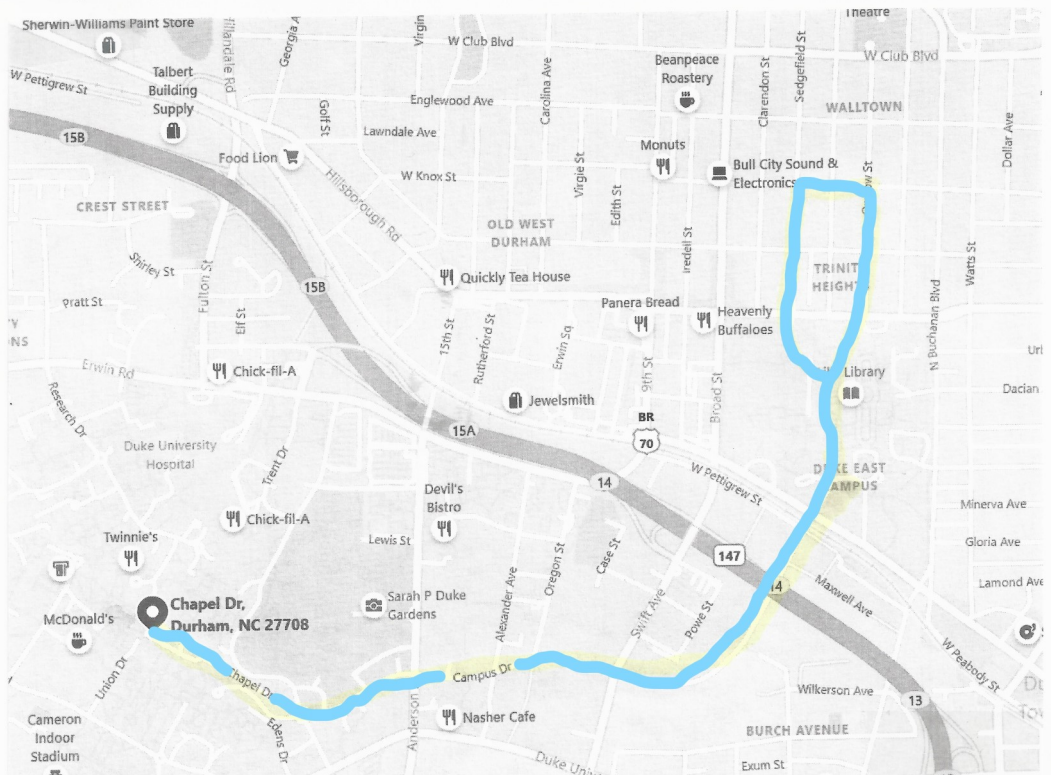 Sherwin-Williams Paint Store
Hillandale Rd
Georgia A
Virgin
W Club Blvd
Theatre
W Club Blvd
W Pettigrew St
Talbert
Building
Supply
Englewood Ave
Carolina Ave
Beanpeace
Roastery
Clarendon St
Sedgefield St
WALLTOWN
Golf St
15B
Lawndale Ave
Dollar Ave
Food Lion
Monuts
Bull City Sound &
Electronics
W Knox St
Virgie St
Edith St
Hillsborough Rd
CREST STREET
OLD WEST
DURHAM
Iredell St
Watts St
Shirley St
Fulton St
Quickly Tea House
15B
Pratt St
Elf St
Panera Bread
Heavenly
Buffaloes
N Buchanan Blvd
15th St
Rutherford St
Erwin Sq
Erwin Rd
Chick-fil-A
9th St
Broad St
Library
Research Dr
Jewelsmith
Dacian
15A
BR
70
Duke University
Hospital
Trent Dr
14
W Pettigrew St
Devil's
Bistro
Minerva Ave
Chick-fil-A
Twinnie's
Lewis St
Oregon St
Case St
147
Gloria Ave
Maxwell Ave
Lamond Ave
Chapel Dr,
Durham, NC 27708
Sarah P Duke
Gardens
Alexander Ave
Swift Ave
Powe St
McDonald's
W Peabody St
Union Dr
Chapel Dr
Campus Dr
Wilkerson Ave
13
Edens Dr
Anderson
Nasher Cafe
BURCH AVENUE
Cameron
Indoor
Stadium
Exum St